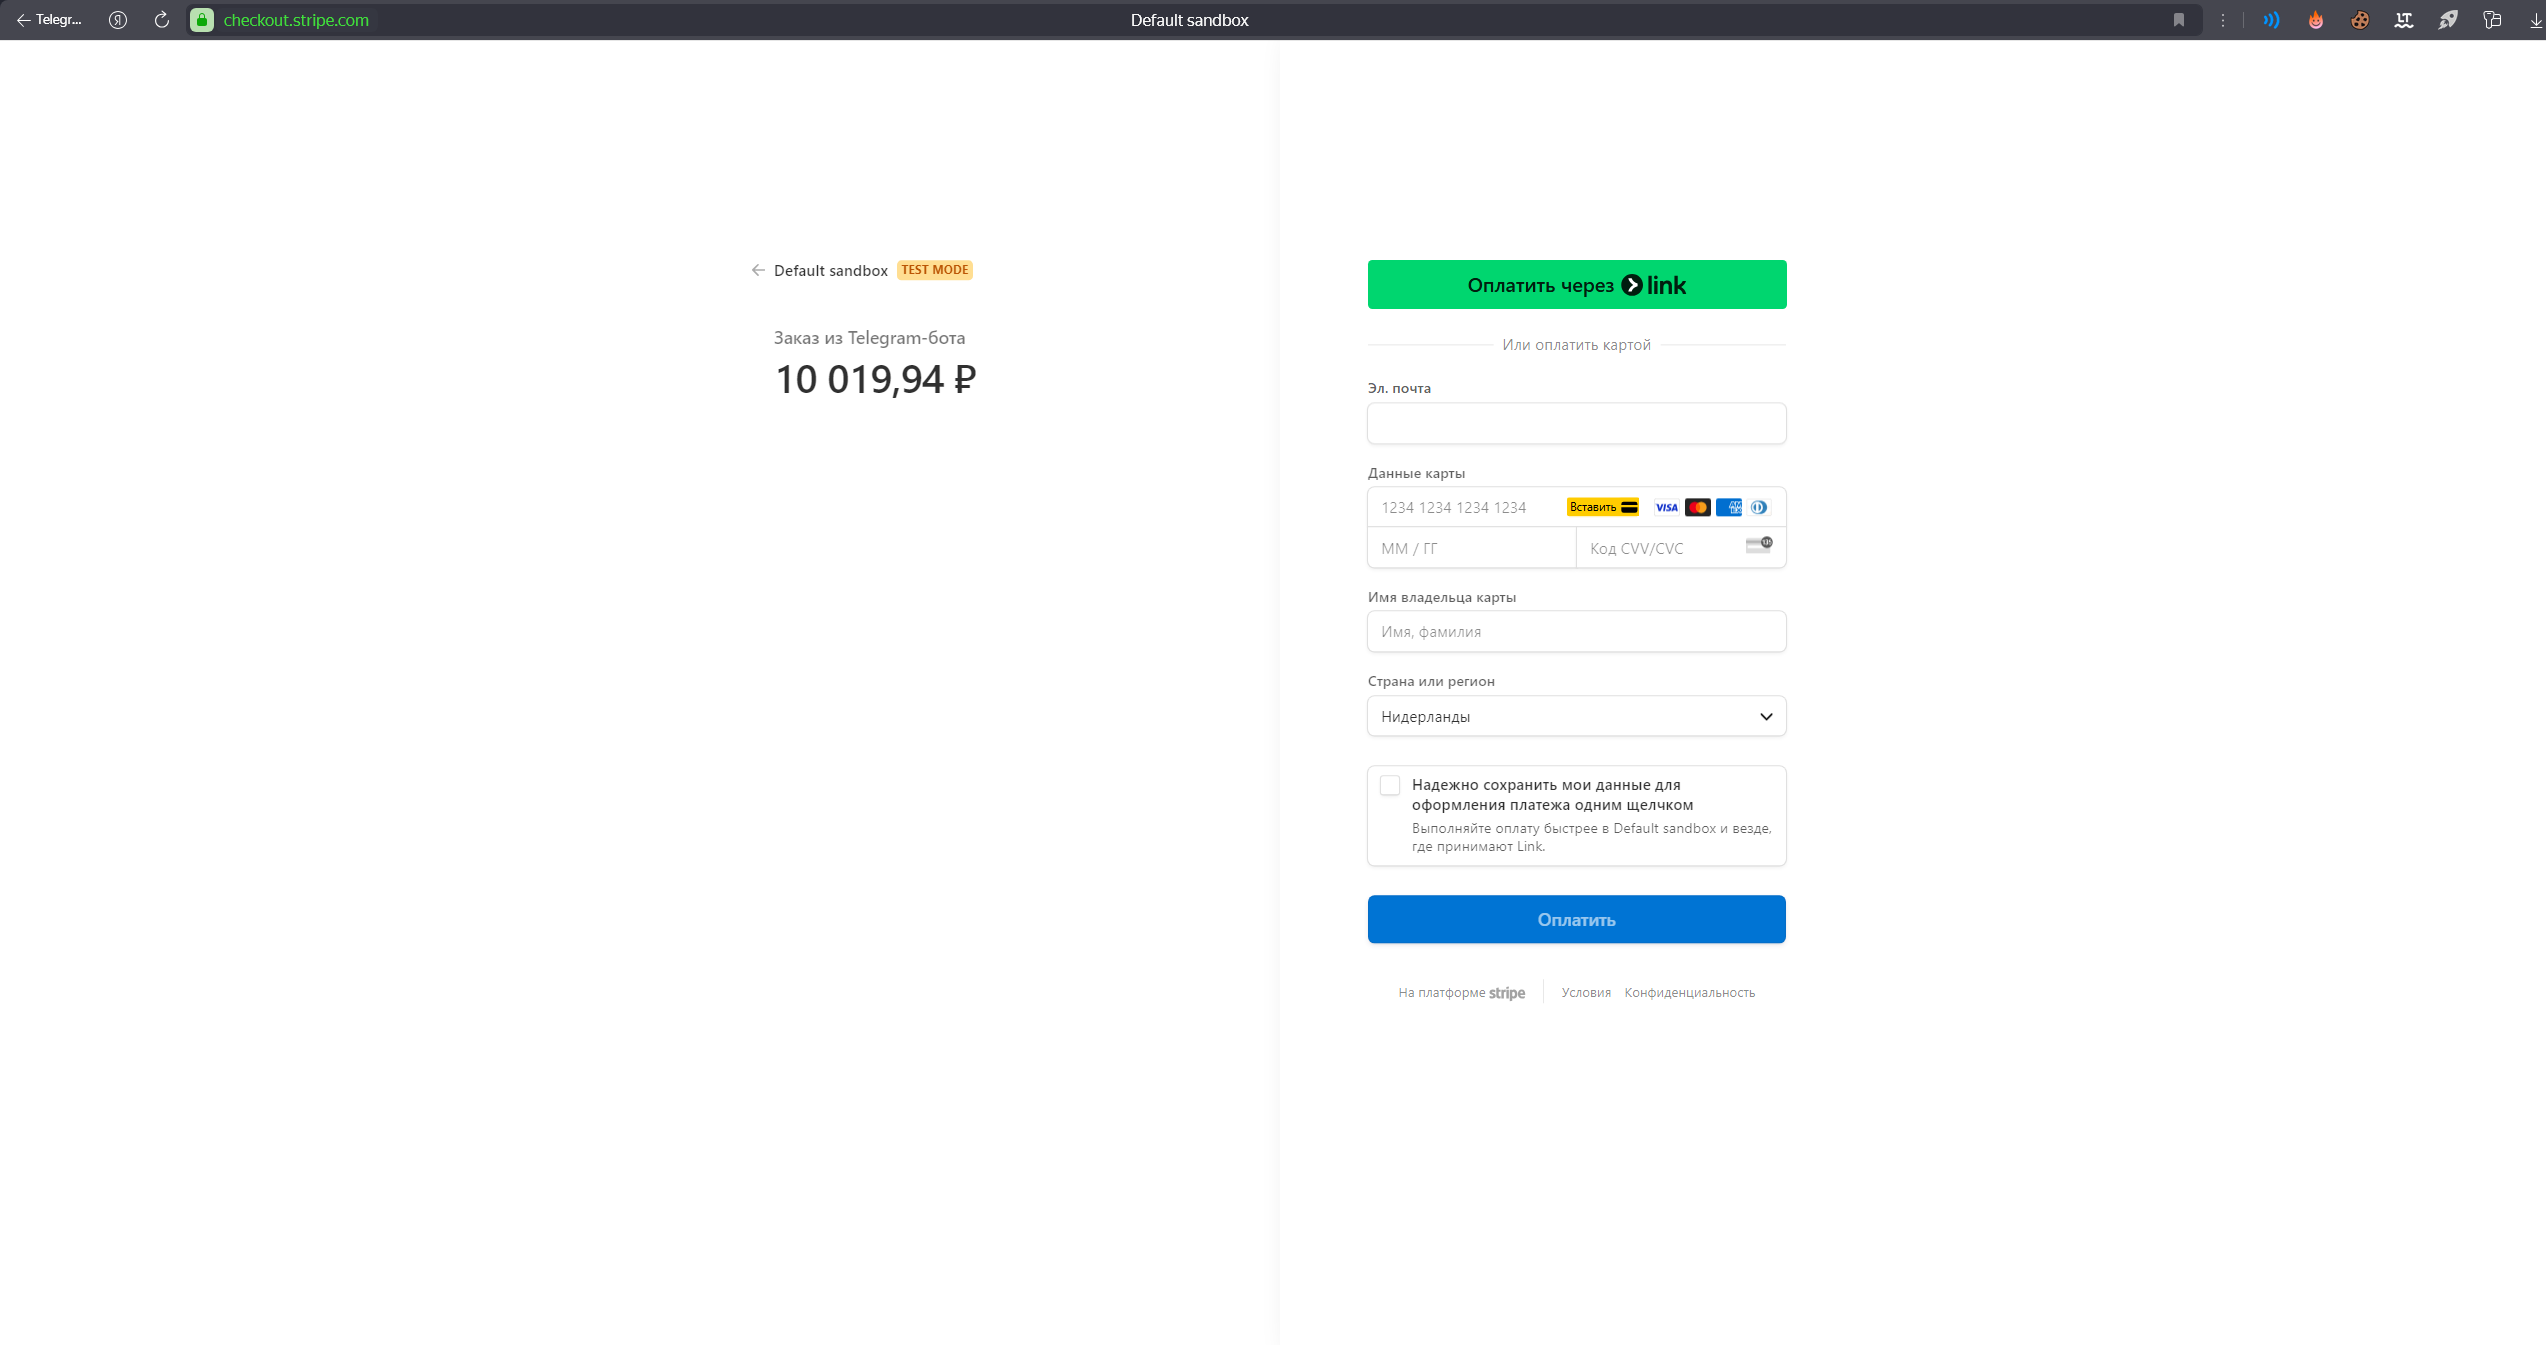 Telegr...
checkout.stripe.com
Default sandbox
Default sandbox TEST MODE
Заказ из Telegram-бота
10 019,94 ₽
Оплатить через link
Или оплатить картой
Эл. почта
Данные карты
1234 1234 1234 1234 Вставить VISA
ММ / ГГ Код CVV/CVC
Имя владельца карты
Имя, фамилия
Страна или регион
Нидерланды
Надежно сохранить мои данные для
оформления платежа одним щелчком
Выполняйте оплату быстрее в Default sandbox и везде,
где принимают Link.
Оплатить
На платформе stripe Условия Конфиденциальность